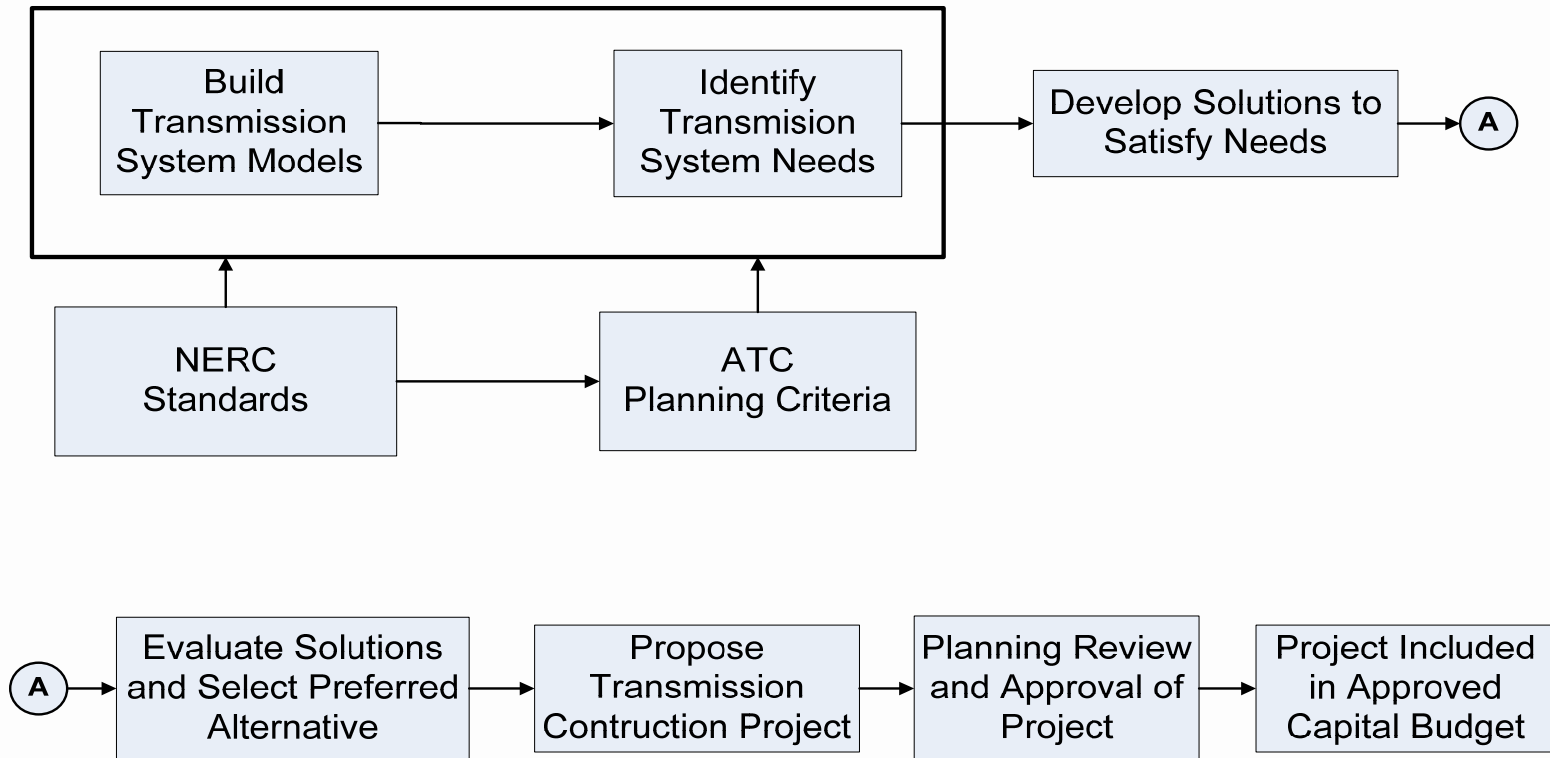 Build
Transmission
System Models
Identify
Transmision
System Needs
Develop Solutions to
Satisfy Needs
A
NERC
Standards
ATC
Planning Criteria
A
Evaluate Solutions
and Select Preferred
Alternative
Propose
Transmission
Contruction Project
Planning Review
and Approval of
Project
Project Included
in Approved
Capital Budget